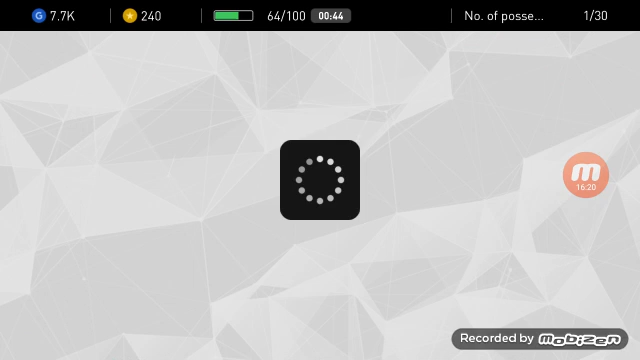 G 7.7K 240 64/100 00:44 No. of posse... 1/30
m
16:20
Recorded by mobizen